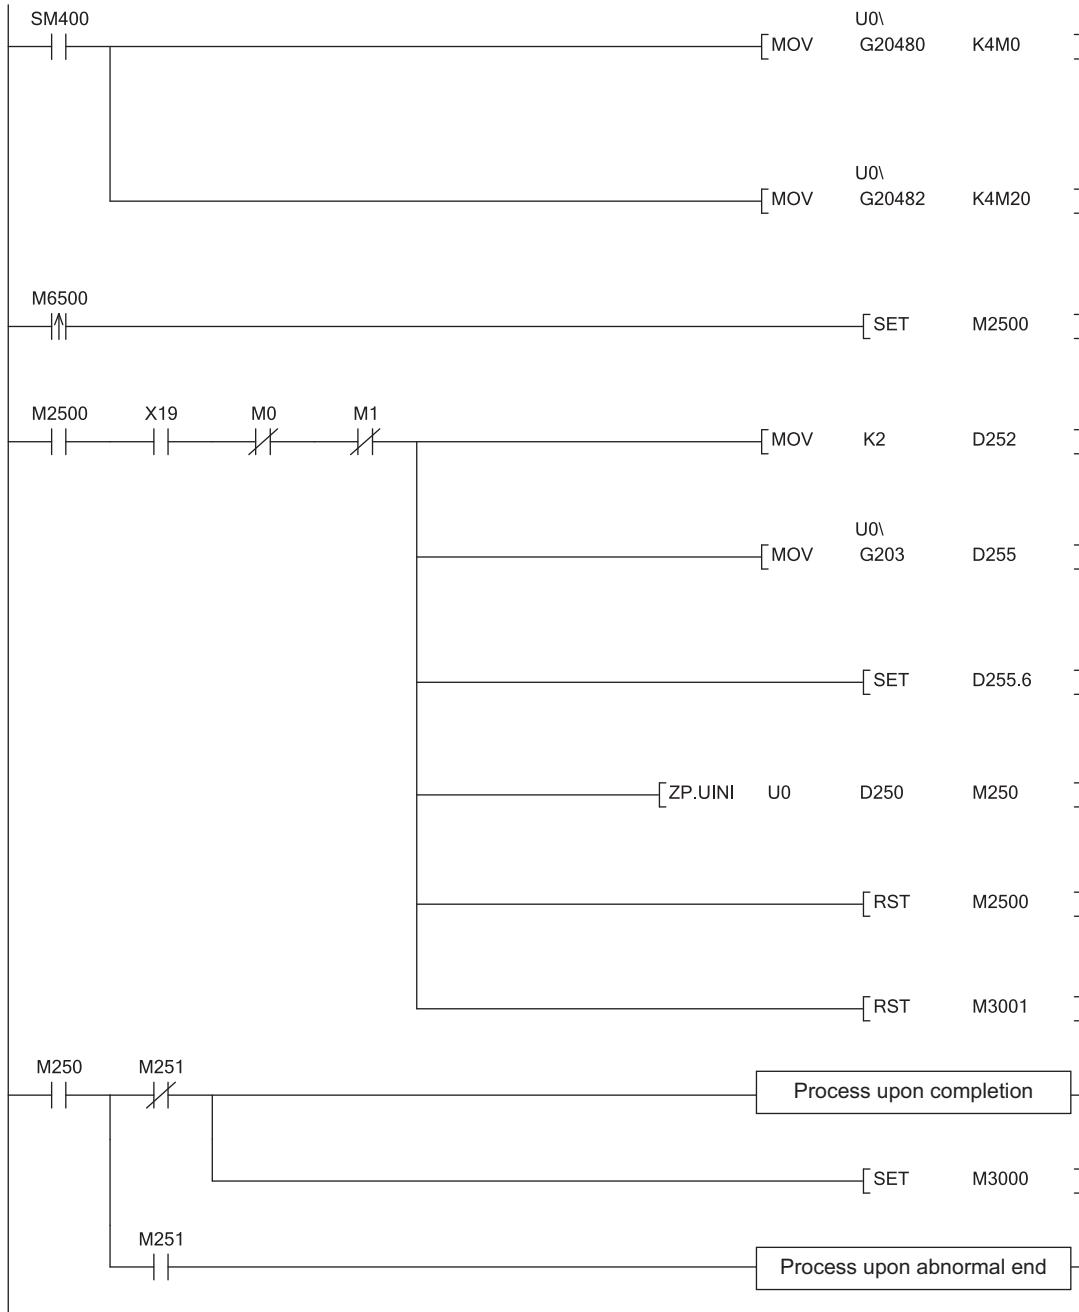 SM400
U0\
MOV G20480 K4M0
U0\
MOV G20482 K4M20
M6500
SET M2500
M2500 X19 M0 M1
MOV K2 D252
U0\
MOV G203 D255
SET D255.6
ZP.UINI U0 D250 M250
RST M2500
RST M3001
M250 M251
Process upon completion
SET M3000
M251
Process upon abnormal end